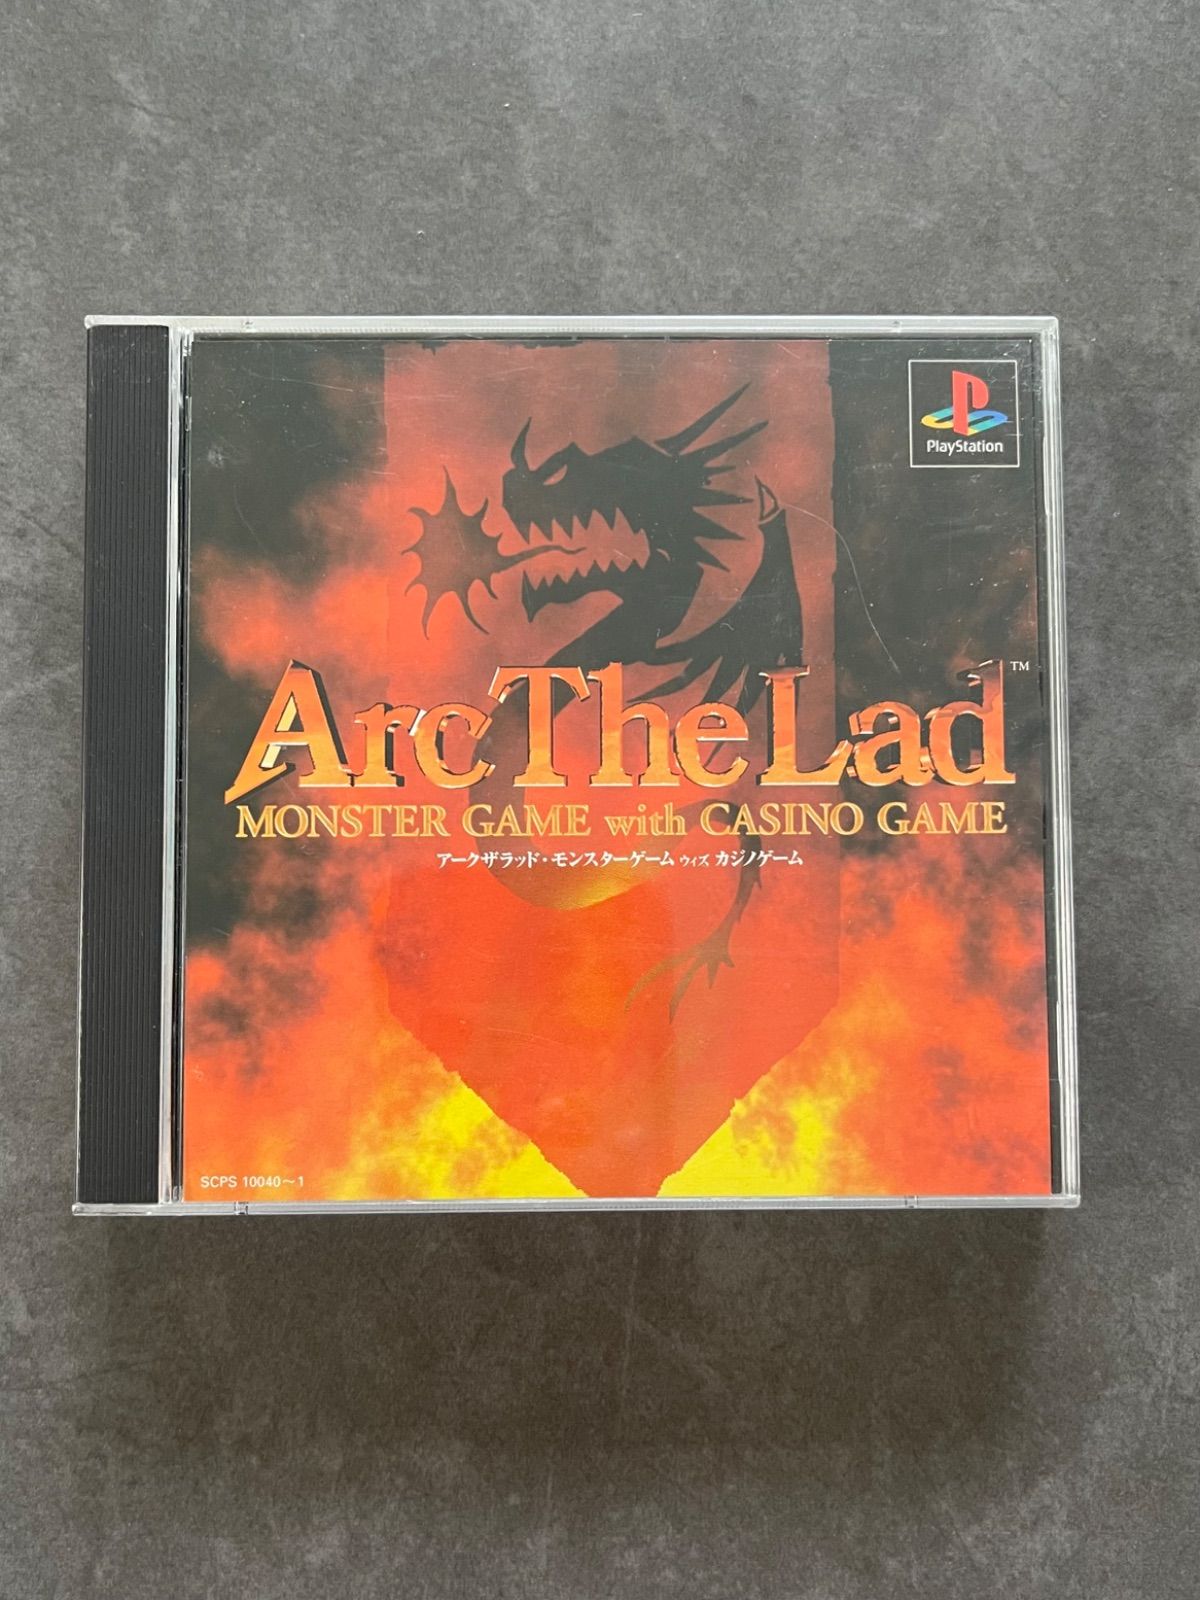 PlayStation
Arc The Lad™
MONSTER GAME with CASINO GAME
アークザラッド・モンスターゲーム ウィズ カジノゲーム
SCPS 10040～1